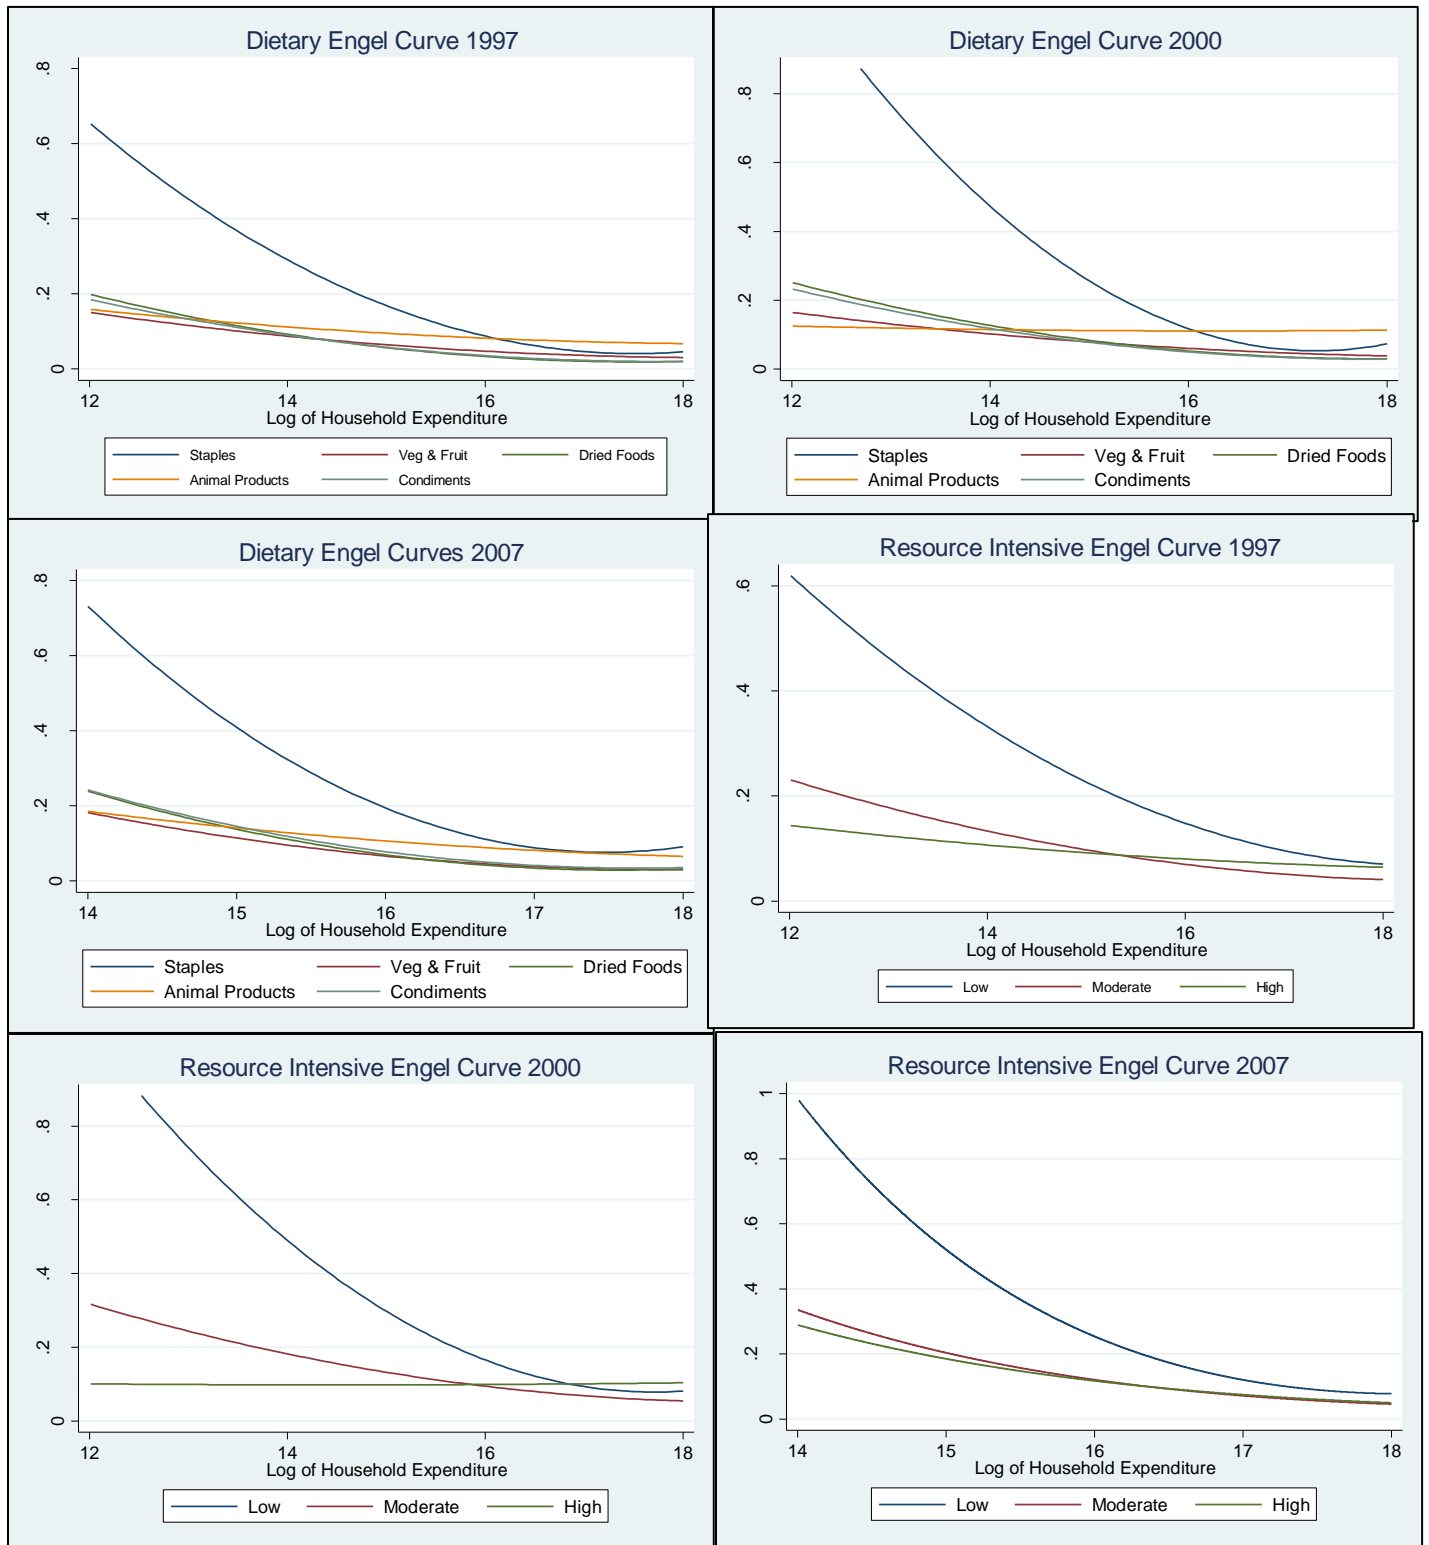 Dietary Engel Curve 1997
.8
.6
.4
.2
0
12 14 16 18
Log of Household Expenditure
Staples Veg & Fruit Dried Foods
Animal Products Condiments
Dietary Engel Curve 2000
.8
.6
.4
.2
0
12 14 16 18
Log of Household Expenditure
Staples Veg & Fruit Dried Foods
Animal Products Condiments
Dietary Engel Curves 2007
.8
.6
.4
.2
0
14 15 16 17 18
Log of Household Expenditure
Staples Veg & Fruit Dried Foods
Animal Products Condiments
Resource Intensive Engel Curve 1997
.6
.4
.2
0
12 14 16 18
Log of Household Expenditure
Low Moderate High
Resource Intensive Engel Curve 2000
.8
.6
.4
.2
0
12 14 16 18
Log of Household Expenditure
Low Moderate High
Resource Intensive Engel Curve 2007
1
.8
.6
.4
.2
0
14 15 16 17 18
Log of Household Expenditure
Low Moderate High